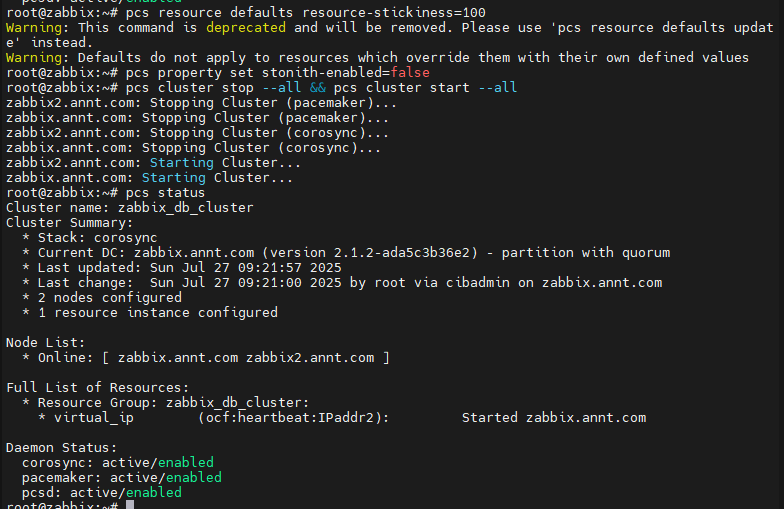 pcsd: active/enabled
root@zabbix:~# pcs resource defaults resource-stickiness=100
Warning: This command is deprecated and will be removed. Please use 'pcs resource defaults updat
e' instead.
Warning: Defaults do not apply to resources which override them with their own defined values
root@zabbix:~# pcs property set stonith-enabled=false
root@zabbix:~# pcs cluster stop --all && pcs cluster start --all
zabbix2.annt.com: Stopping Cluster (pacemaker)...
zabbix.annt.com: Stopping Cluster (pacemaker)...
zabbix2.annt.com: Stopping Cluster (corosync)...
zabbix.annt.com: Stopping Cluster (corosync)...
zabbix2.annt.com: Starting Cluster...
zabbix.annt.com: Starting Cluster...
root@zabbix:~# pcs status
Cluster name: zabbix_db_cluster
Cluster Summary:
  * Stack: corosync
  * Current DC: zabbix.annt.com (version 2.1.2-ada5c3b36e2) - partition with quorum
  * Last updated: Sun Jul 27 09:21:57 2025
  * Last change:  Sun Jul 27 09:21:00 2025 by root via cibadmin on zabbix.annt.com
  * 2 nodes configured
  * 1 resource instance configured

Node List:
  * Online: [ zabbix.annt.com zabbix2.annt.com ]

Full List of Resources:
  * Resource Group: zabbix_db_cluster:
    * virtual_ip        (ocf:heartbeat:IPaddr2):         Started zabbix.annt.com

Daemon Status:
  corosync: active/enabled
  pacemaker: active/enabled
  pcsd: active/enabled
root@zabbix:~#